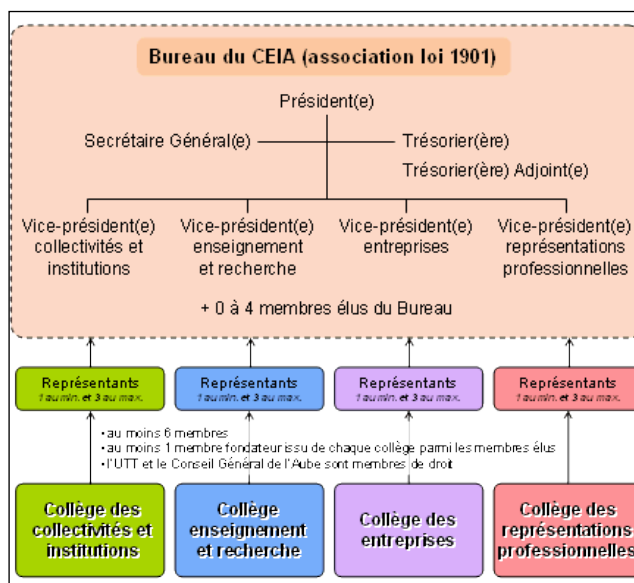 Bureau du CEIA (association loi 1901)
Président(e)
Secrétaire Général(e)
Trésorier(ère)
Trésorier(ère) Adjoint(e)
Vice-président(e)
collectivités et
institutions
Vice-président(e)
enseignement
et recherche
Vice-président(e)
entreprises
Vice-président(e)
représentations
professionnelles
+ 0 à 4 membres élus du Bureau
Représentants
1 au min. et 3 au max.
Représentants
1 au min. et 3 au max.
Représentants
1 au min. et 3 au max.
Représentants
1 au min. et 3 au max.
•au moins 6 membres
•au moins 1 membre fondateur issu de chaque collège parmi les membres élus
•l'UTT et le Conseil Général de l'Aube sont membres de droit
Collège des
collectivités et
institutions
Collège
enseignement
et recherche
Collège des
entreprises
Collège des
représentations
professionnelles